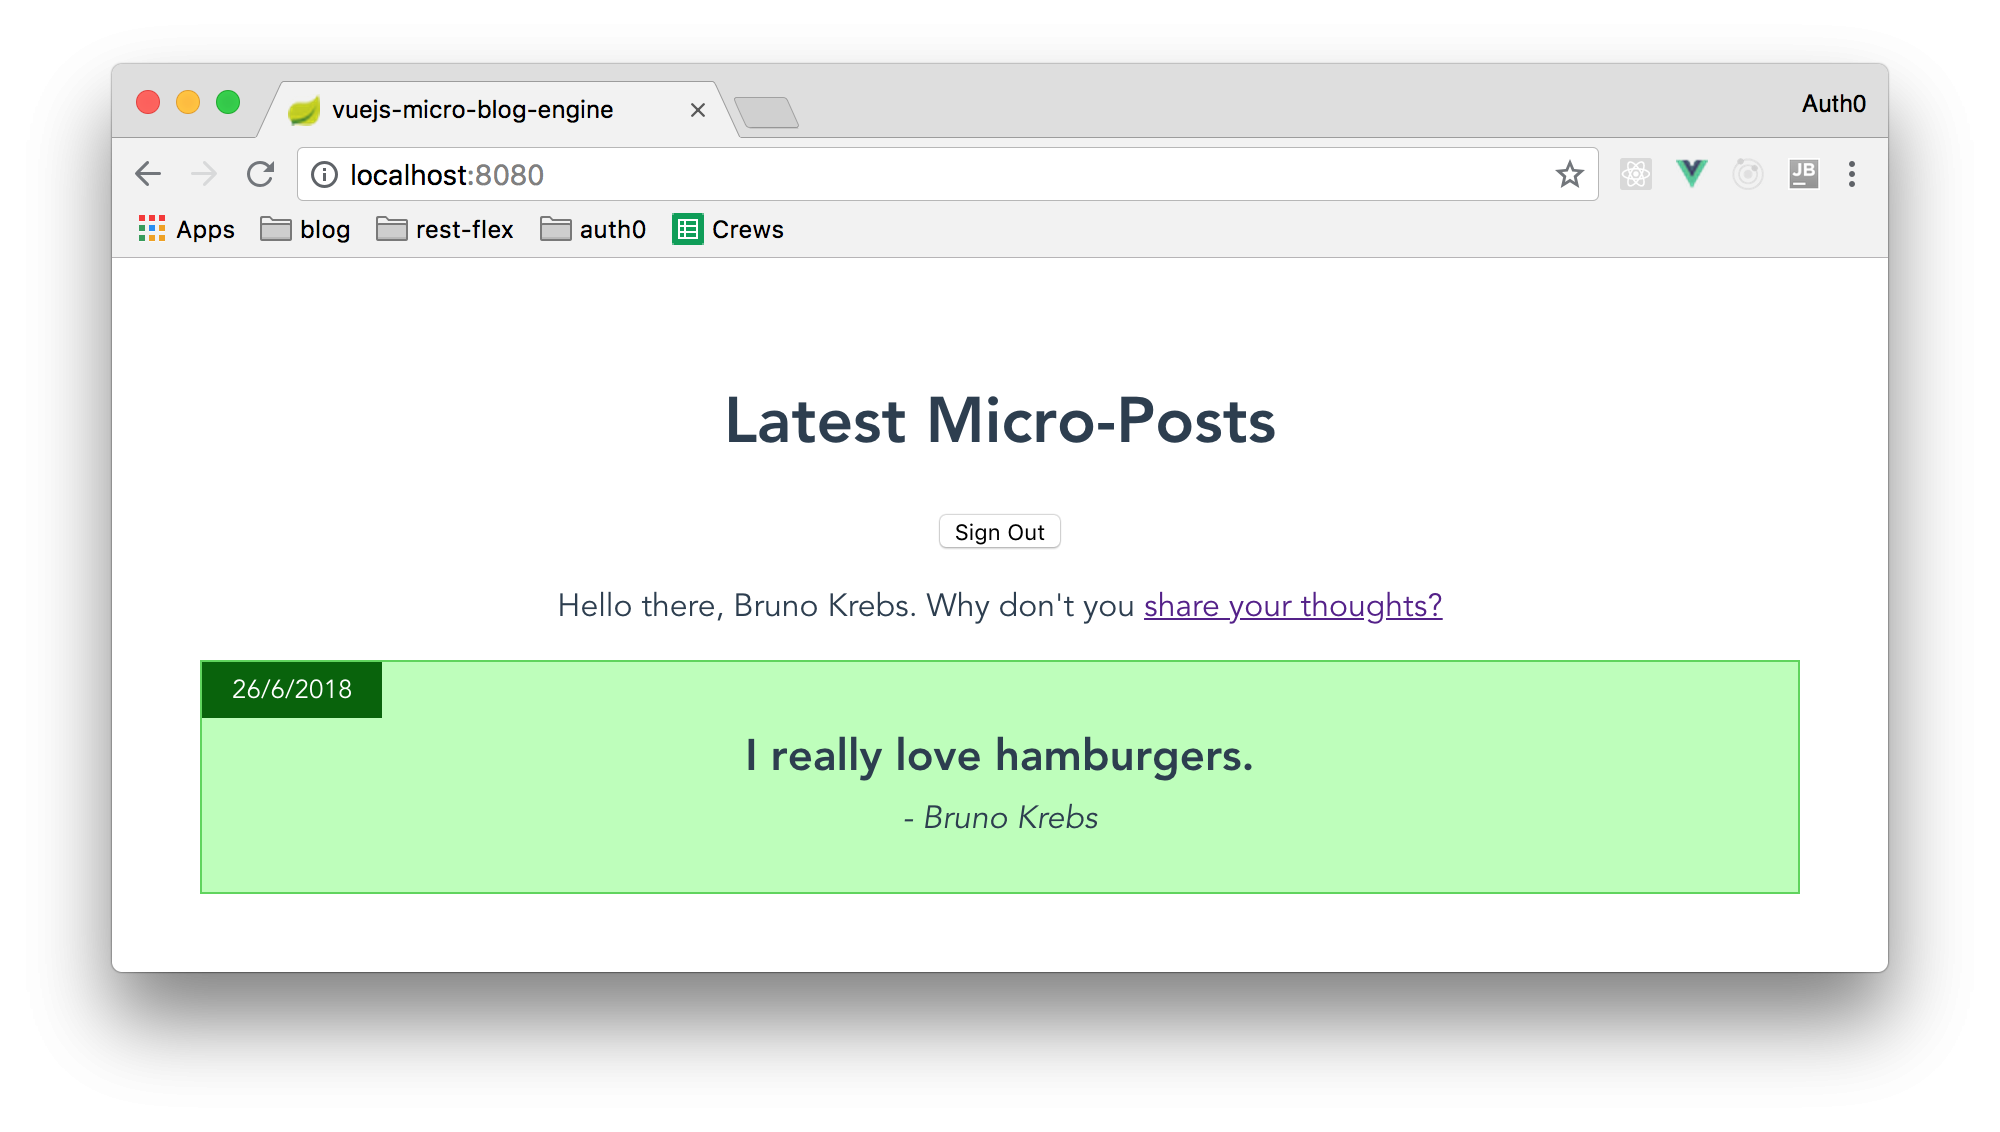 vuejs-micro-blog-engine
Auth0
localhost:8080
JB
Apps blog rest-flex auth0 Crews
Latest Micro-Posts
Sign Out
Hello there, Bruno Krebs. Why don't you share your thoughts?
26/6/2018
I really love hamburgers.
- Bruno Krebs